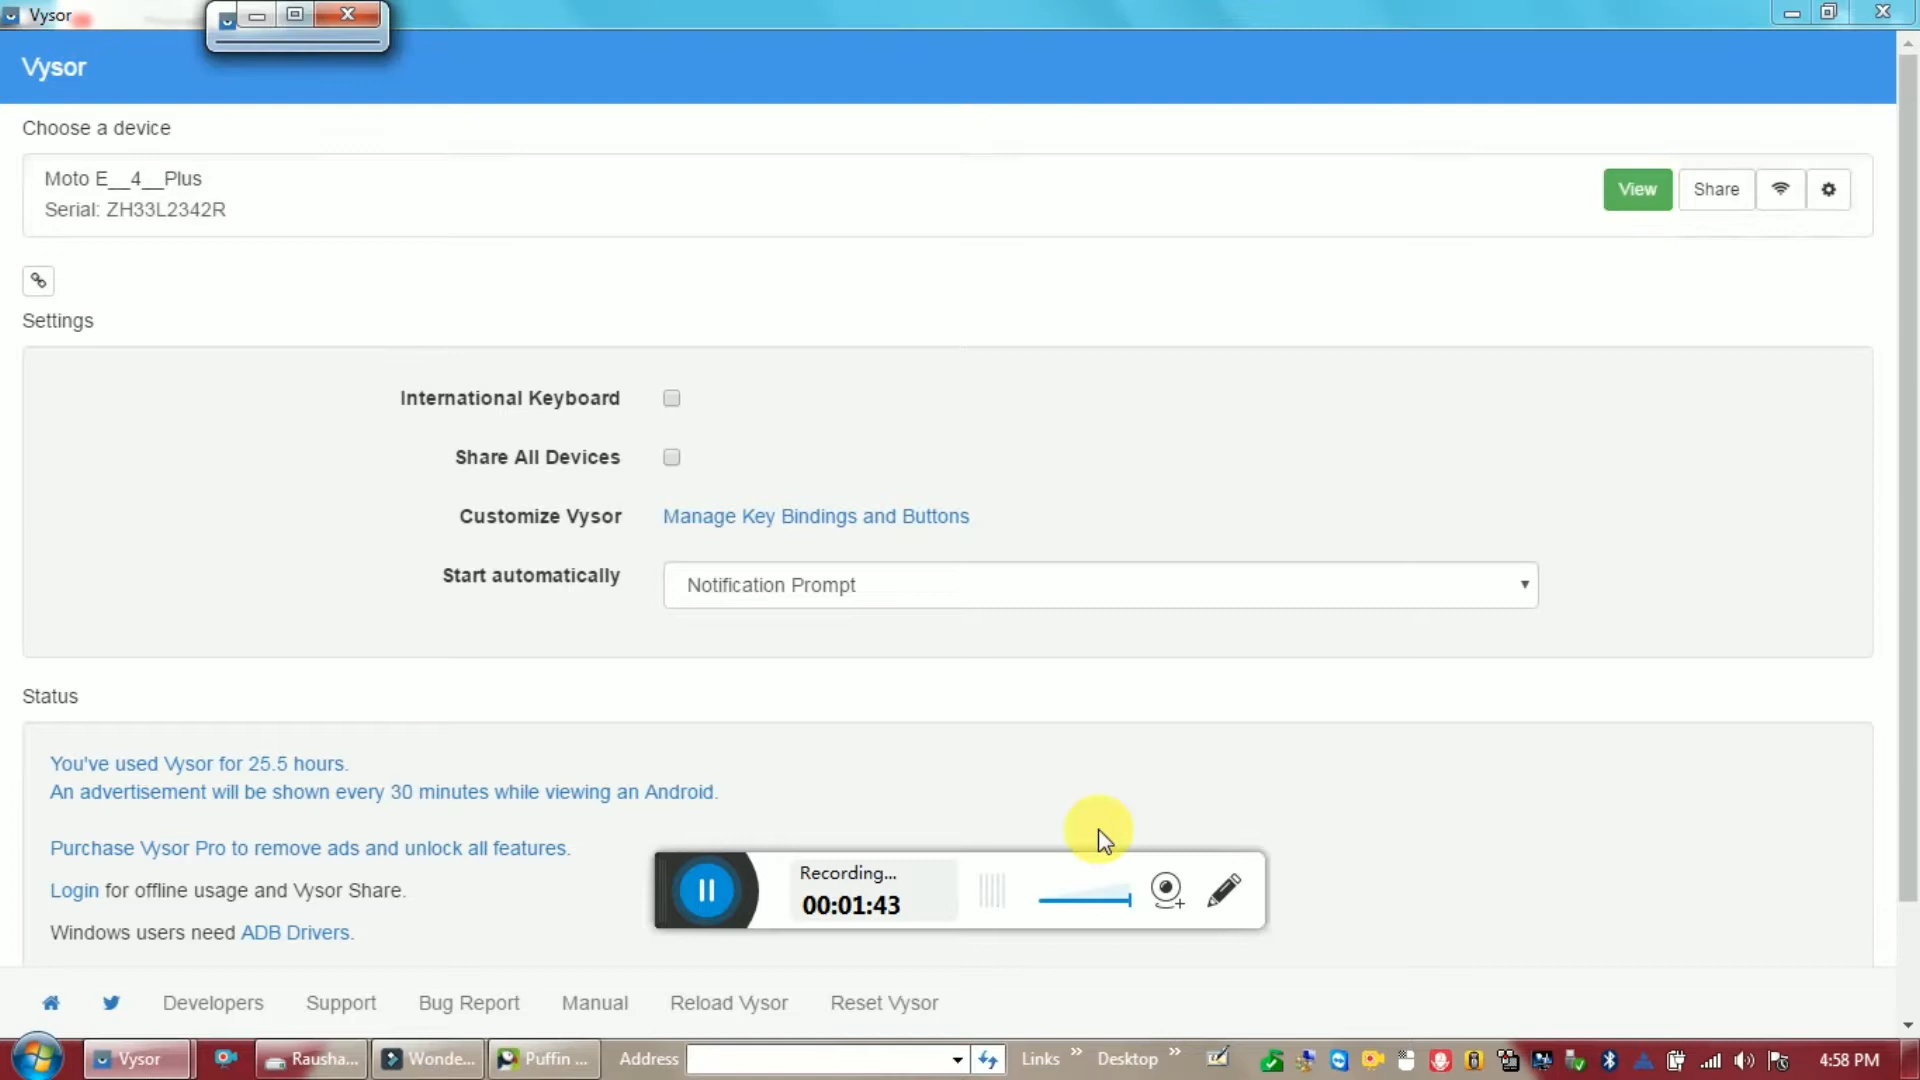 Vysor
Vysor
Choose a device
Moto E__4__Plus
Serial: ZH33L2342R
View
Share
Settings
International Keyboard
Share All Devices
Customize Vysor
Manage Key Bindings and Buttons
Start automatically
Notification Prompt
Status
You've used Vysor for 25.5 hours.
An advertisement will be shown every 30 minutes while viewing an Android.
Purchase Vysor Pro to remove ads and unlock all features.
Login for offline usage and Vysor Share.
Windows users need ADB Drivers.
Recording...
00:01:43
Developers
Support
Bug Report
Manual
Reload Vysor
Reset Vysor
Vysor
Rausha...
Wonde...
Puffin ...
Address
Links
Desktop
4:58 PM